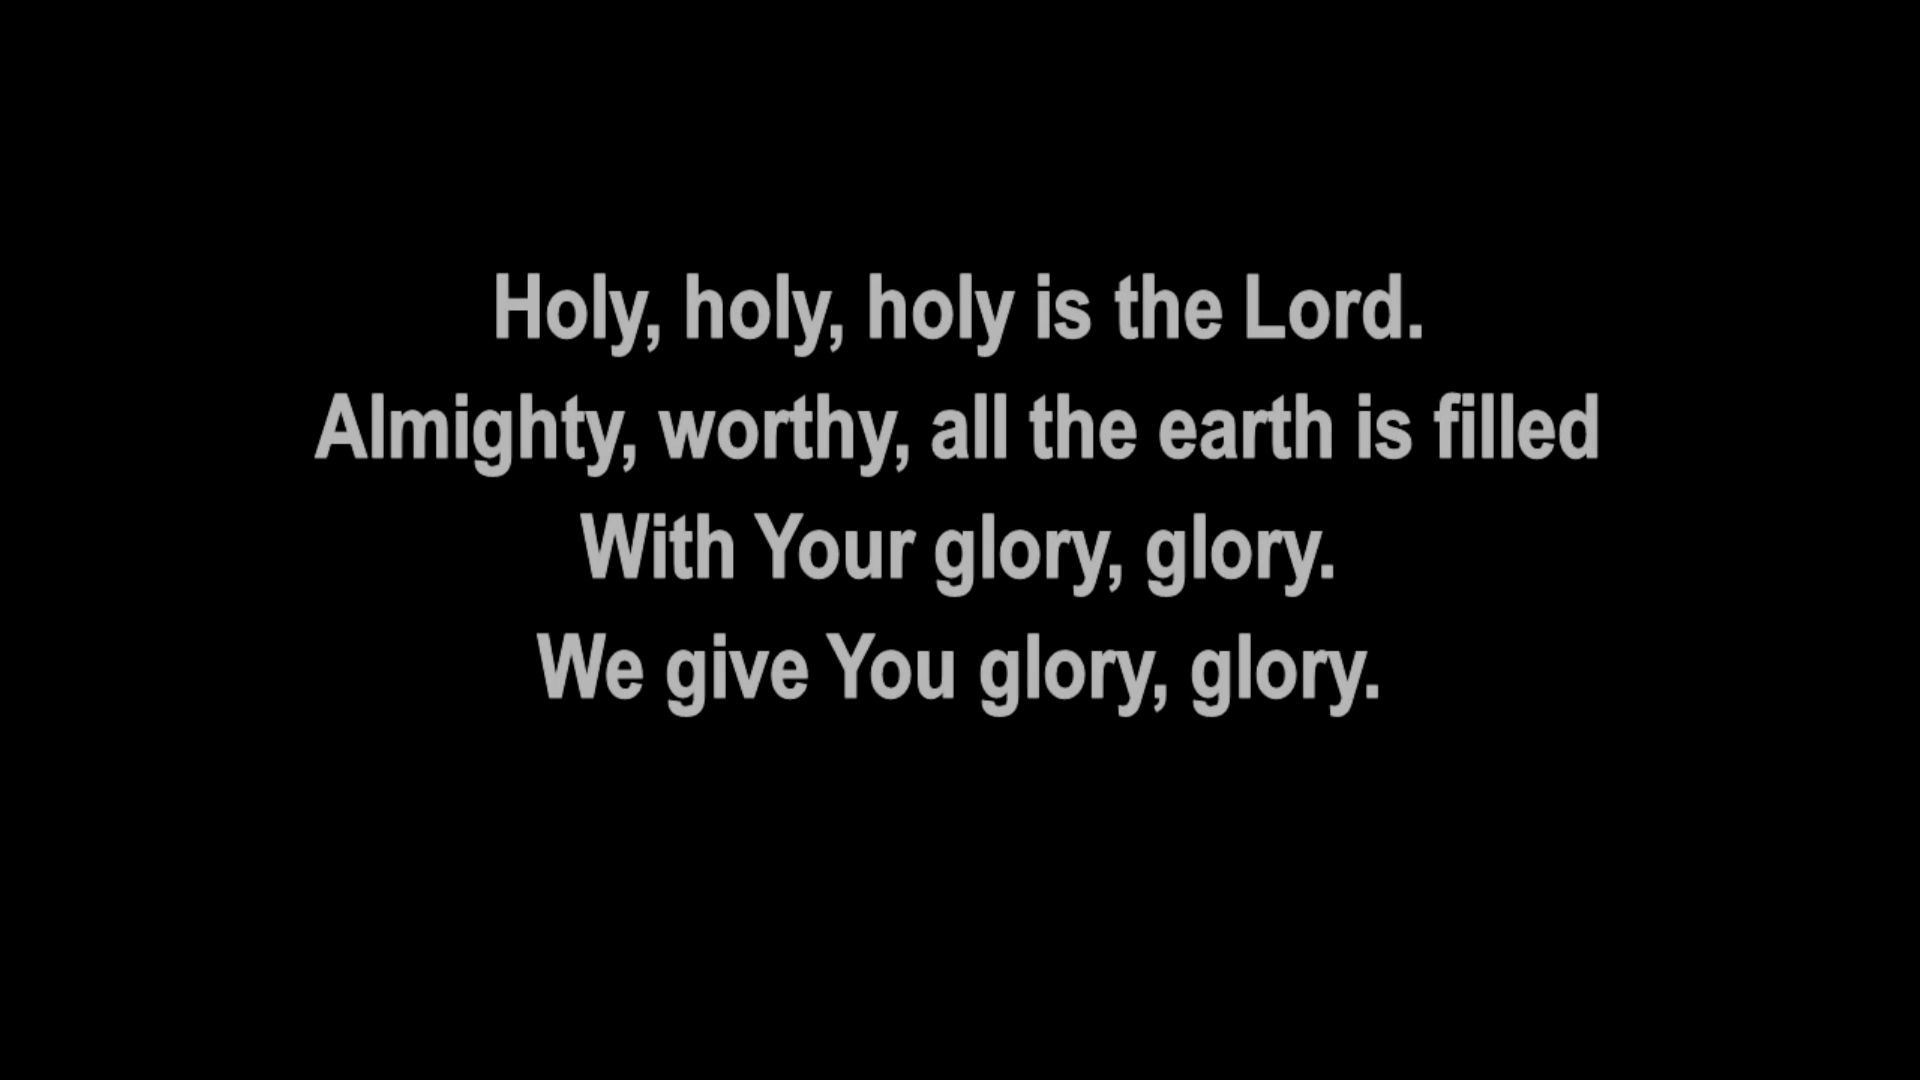 Holy, holy, holy is the Lord.
Almighty, worthy, all the earth is filled
With Your glory, glory.
We give You glory, glory.